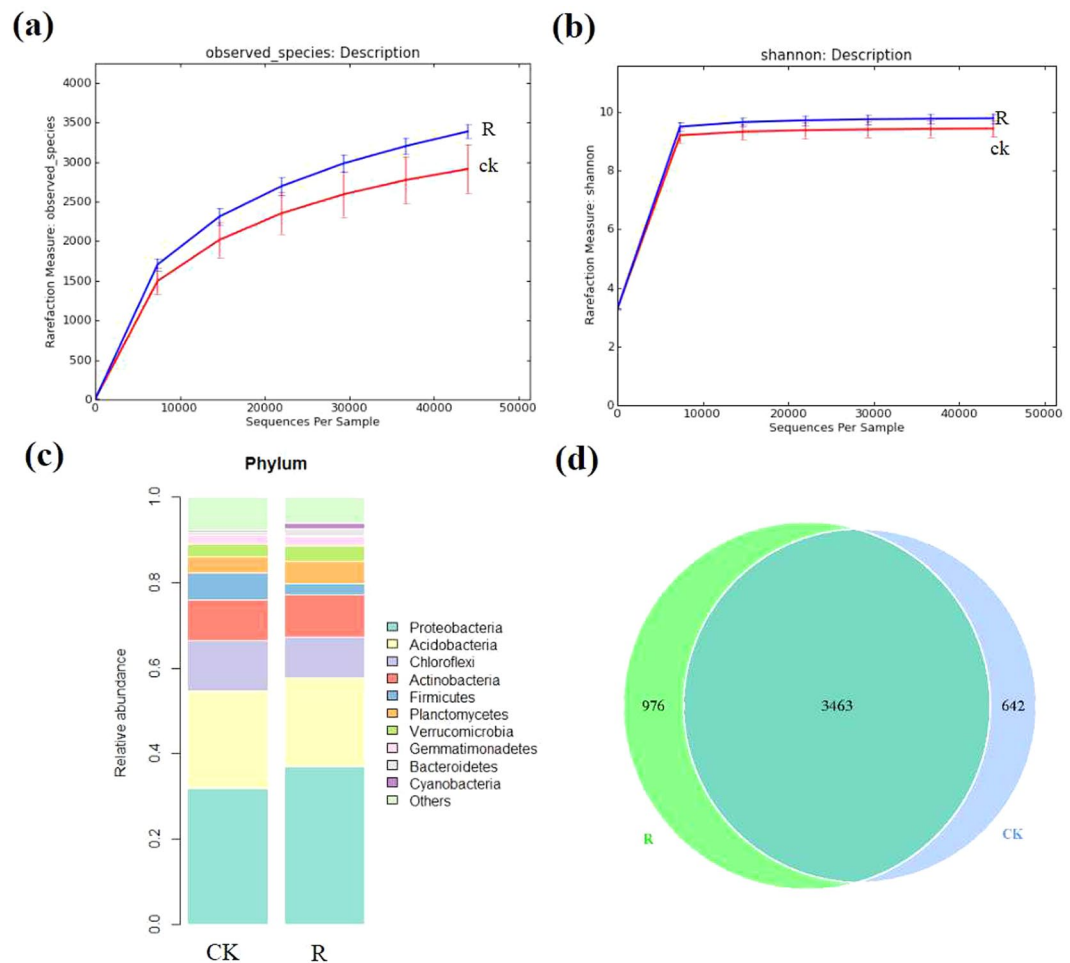 (a)
observed_species: Description
Rarefaction Measure: observed_species
4000
3500
3000
2500
2000
1500
1000
500
0
0 10000 20000 30000 40000 50000
Sequences Per Sample
R
ck
(b)
shannon: Description
Rarefaction Measure: shannon
10
8
6
4
2
0
0 10000 20000 30000 40000 50000
Sequences Per Sample
R
ck
(c)
Phylum
Relative abundance
1.0
0.8
0.6
0.4
0.2
0.0
CK R
Proteobacteria
Acidobacteria
Chloroflexi
Actinobacteria
Firmicutes
Planctomycetes
Verrucomicrobia
Gemmatimonadetes
Bacteroidetes
Cyanobacteria
Others
(d)
976 3463 642
R CK